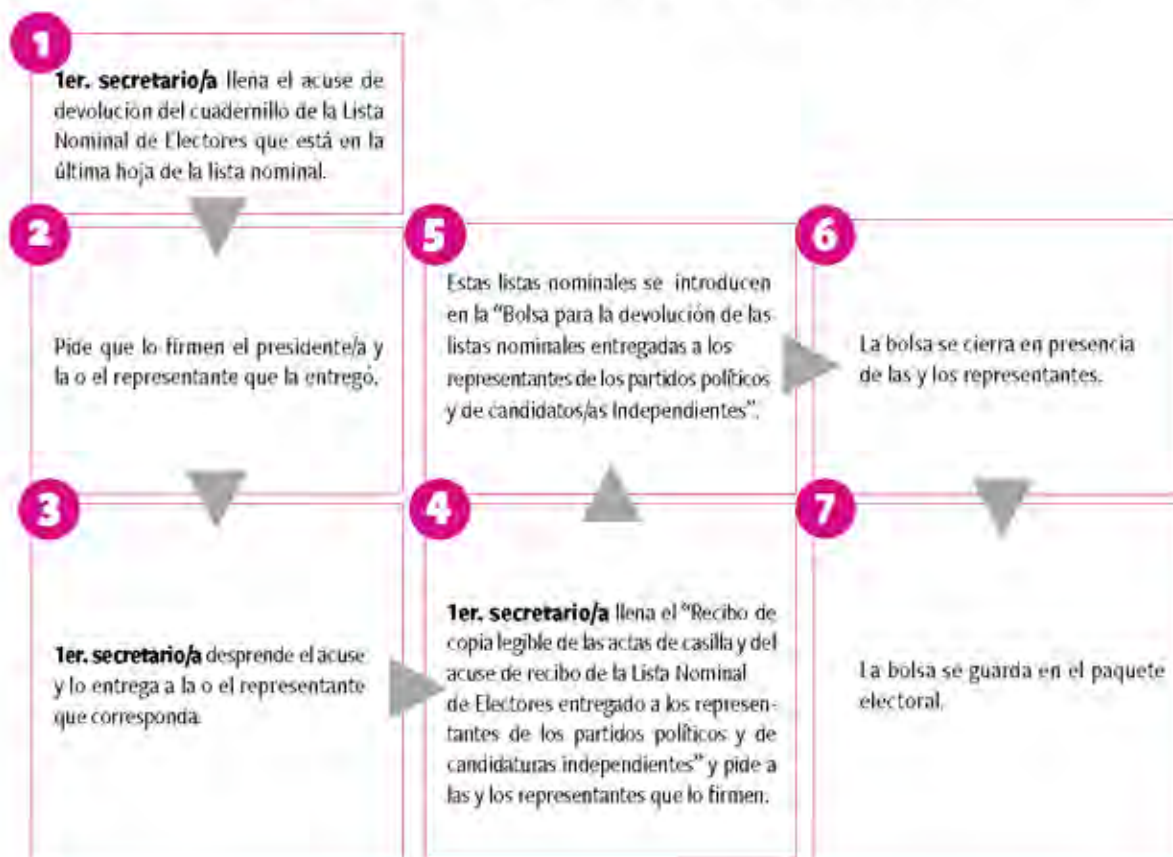 1
1er. secretario/a llena el acuse de
devolución del cuadernillo de la Lista
Nominal de Electores que está en la
última hoja de la lista nominal.
2
Pide que lo firmen el presidente/a y
la o el representante que la entregó.
3
1er. secretario/a desprende el acuse
y lo entrega a la o el representante
que corresponda.
4
1er. secretario/a llena el "Recibo de
copia legible de las actas de casilla y del
acuse de recibo de la Lista Nominal
de Electores entregado a los represen-
tantes de los partidos políticos y de
candidaturas independientes" y pide a
las y los representantes que lo firmen.
5
Estas listas nominales se introducen
en la "Bolsa para la devolución de las
listas nominales entregadas a los
representantes de los partidos políticos
y de candidatos/as Independientes".
6
La bolsa se cierra en presencia
de las y los representantes.
7
La bolsa se guarda en el paquete
electoral.